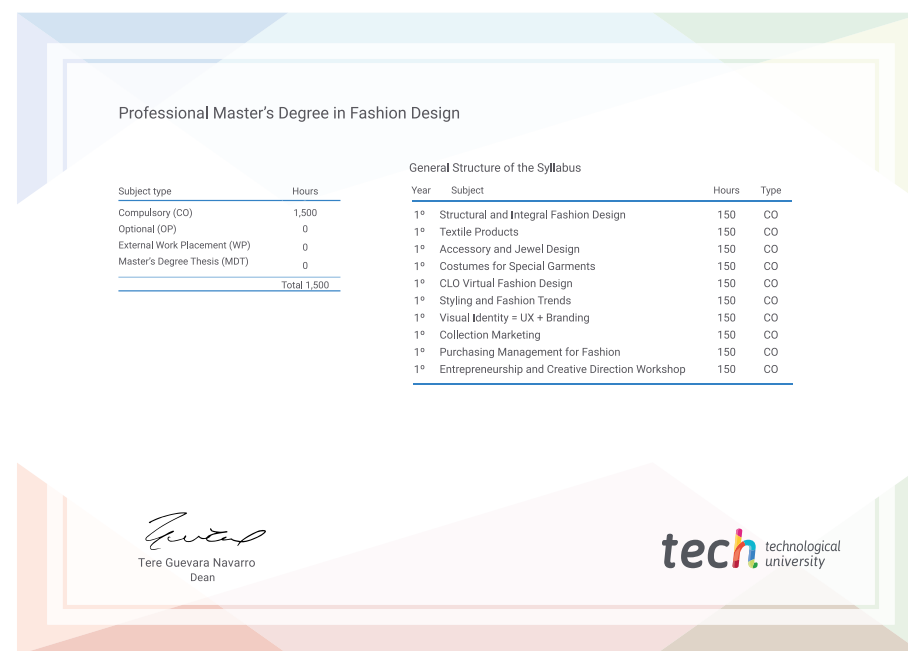 Professional Master's Degree in Fashion Design
Subject type Hours
Compulsory (CO) 1,500
Optional (OP) 0
External Work Placement (WP) 0
Master's Degree Thesis (MDT) 0
Total 1,500
General Structure of the Syllabus
Year Subject Hours Type
1º Structural and Integral Fashion Design 150 CO
1º Textile Products 150 CO
1º Accessory and Jewel Design 150 CO
1º Costumes for Special Garments 150 CO
1º CLO Virtual Fashion Design 150 CO
1º Styling and Fashion Trends 150 CO
1º Visual Identity = UX + Branding 150 CO
1º Collection Marketing 150 CO
1º Purchasing Management for Fashion 150 CO
1º Entrepreneurship and Creative Direction Workshop 150 CO
Tere Guevara Navarro
Dean
tech technological
university